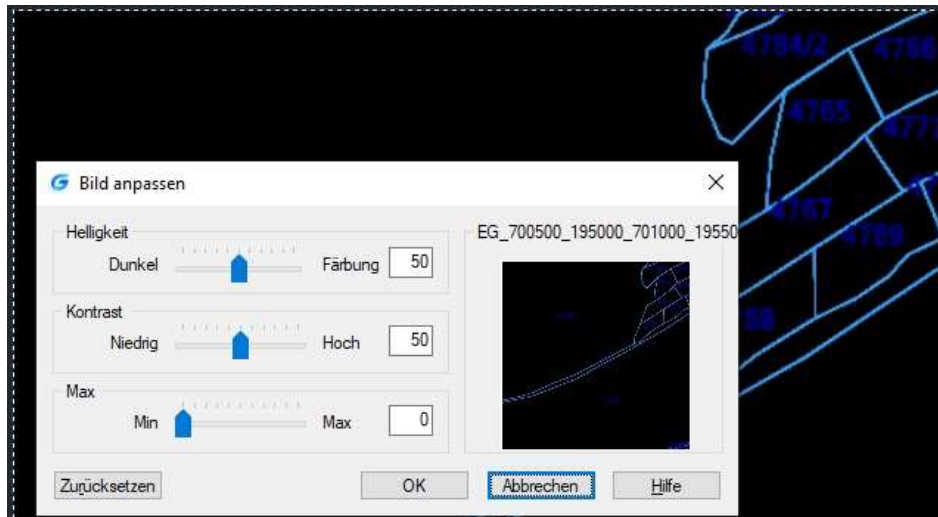 4784/2
4786
4765
4777
Bild anpassen
Helligkeit
Dunkel
Färbung
50
EG_700500_195000_701000_19550
4767
4769
Kontrast
Niedrig
Hoch
50
Max
Min
Max
0
Zurücksetzen
OK
Abbrechen
Hilfe